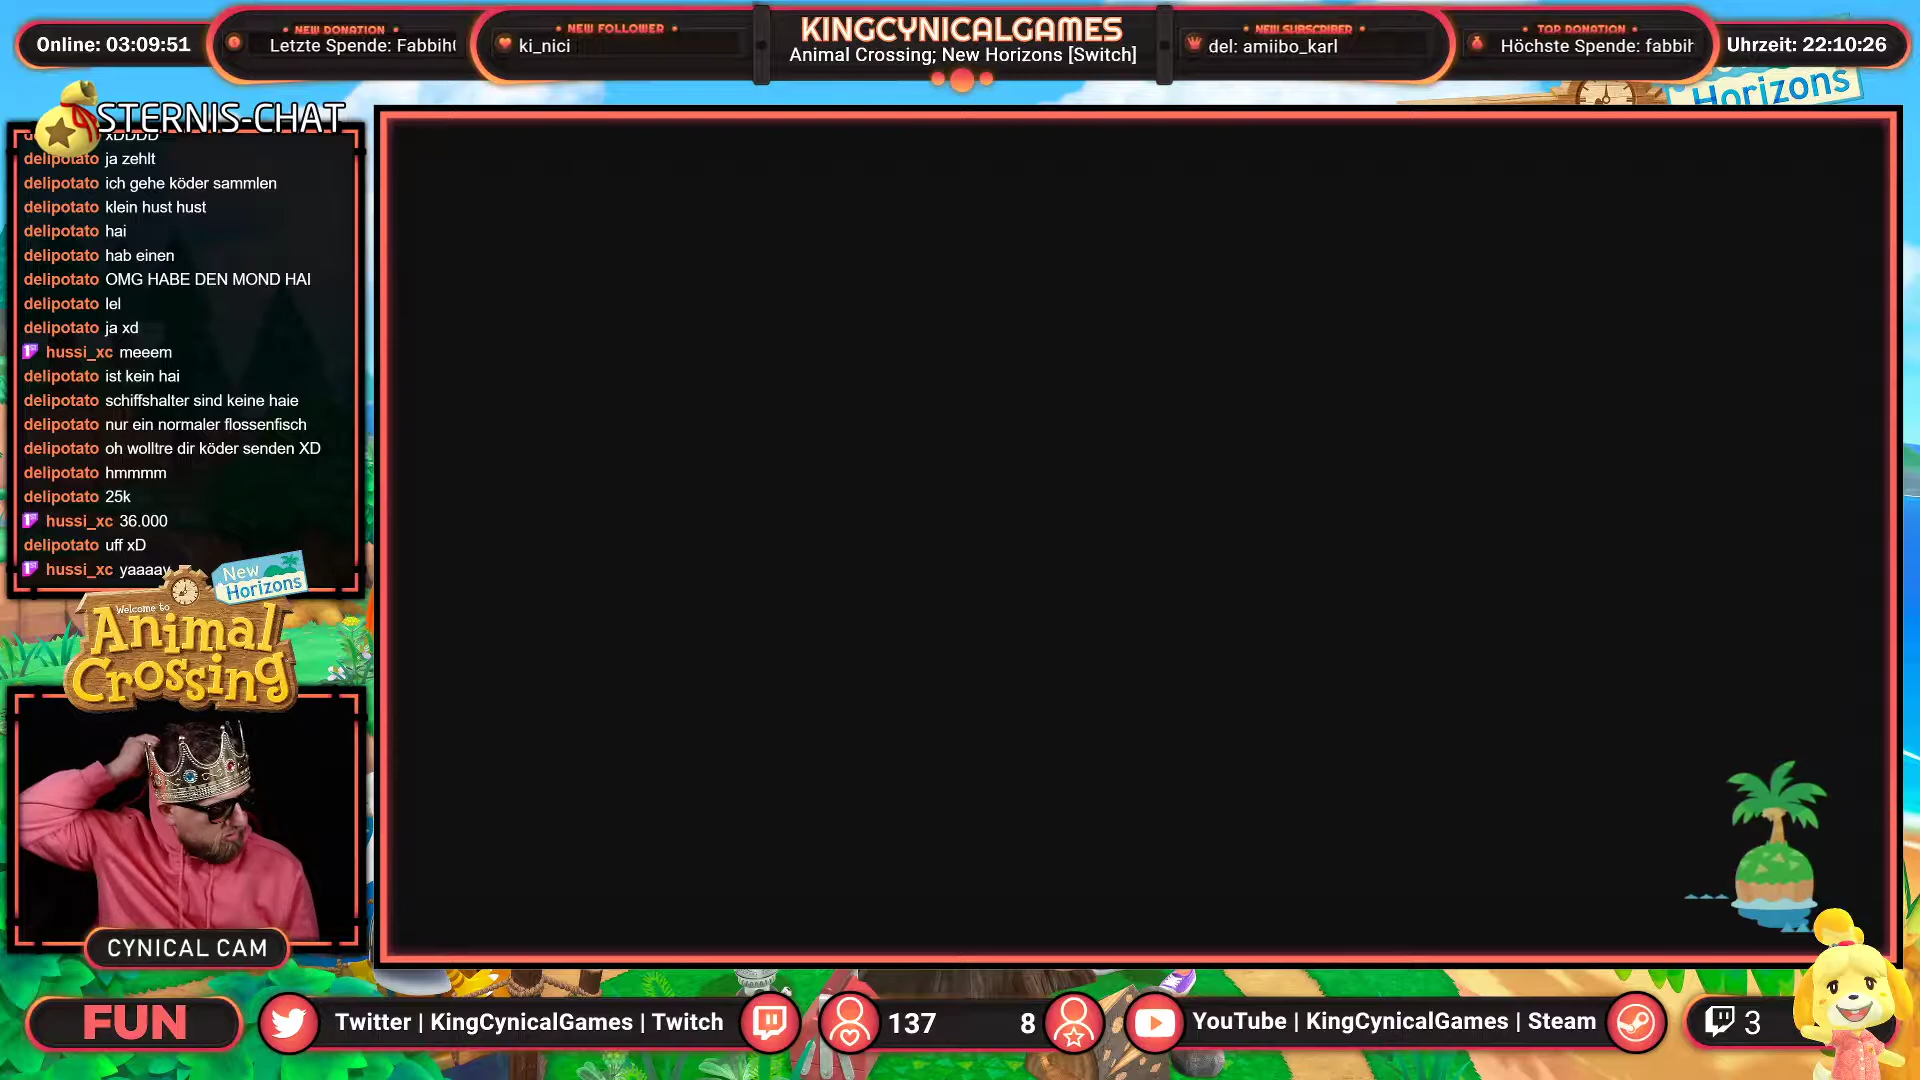 Online: 03:09:51
NEW DONATION
Letzte Spende: Fabbih
NEW FOLLOWER
ki_nici
KINGCYNICALGAMES
Animal Crossing; New Horizons [Switch]
NEW SUBSCRIBER
del: amiibo_karl
TOP DONATION
Höchste Spende: fabbih
Uhrzeit: 22:10:26
Horizons
STERNIS-CHAT
xDDDD
delipotato ja zehlt
delipotato ich gehe köder sammlen
delipotato klein hust hust
delipotato hai
delipotato hab einen
delipotato OMG HABE DEN MOND HAI
delipotato lel
delipotato ja xd
hussi_xc meeem
delipotato ist kein hai
delipotato schiffshalter sind keine haie
delipotato nur ein normaler flossenfisch
delipotato oh wolltre dir köder senden XD
delipotato hmmmm
delipotato 25k
hussi_xc 36.000
delipotato uff xD
hussi_xc yaaaay
New
Horizons
Welcome to
Animal
Crossing
CYNICAL CAM
FUN
Twitter | KingCynicalGames | Twitch
137
8
YouTube | KingCynicalGames | Steam
3